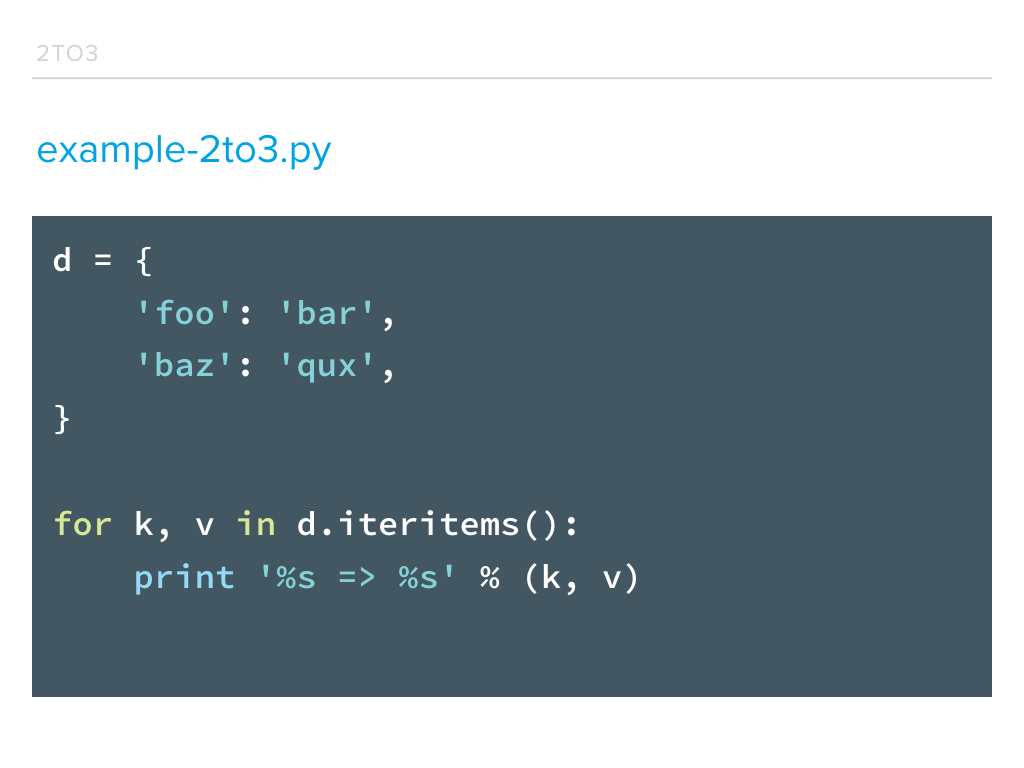 2TO3
example-2to3.py
d = {
    'foo': 'bar',
    'baz': 'qux',
}
for k, v in d.iteritems():
    print '%s => %s' % (k, v)